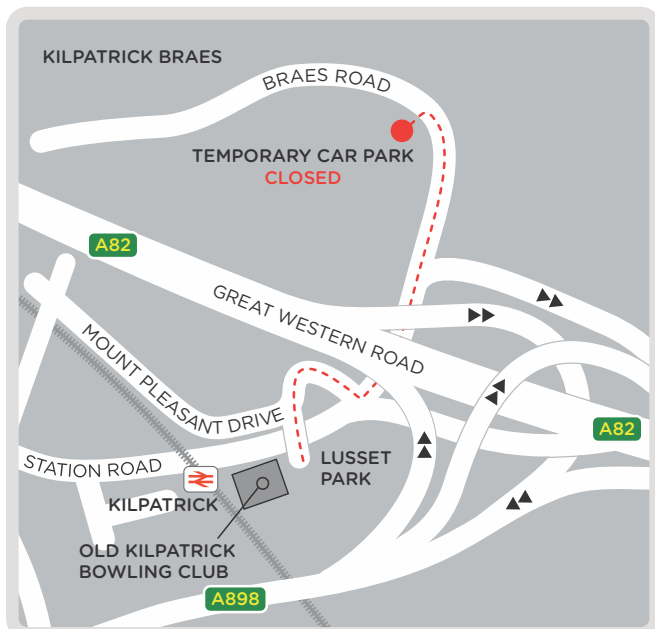 KILPATRICK BRAES
BRAES ROAD
TEMPORARY CAR PARK
CLOSED
A82
GREAT WESTERN ROAD
MOUNT PLEASANT DRIVE
A82
STATION ROAD
LUSSET
PARK
KILPATRICK
OLD KILPATRICK
BOWLING CLUB
A898